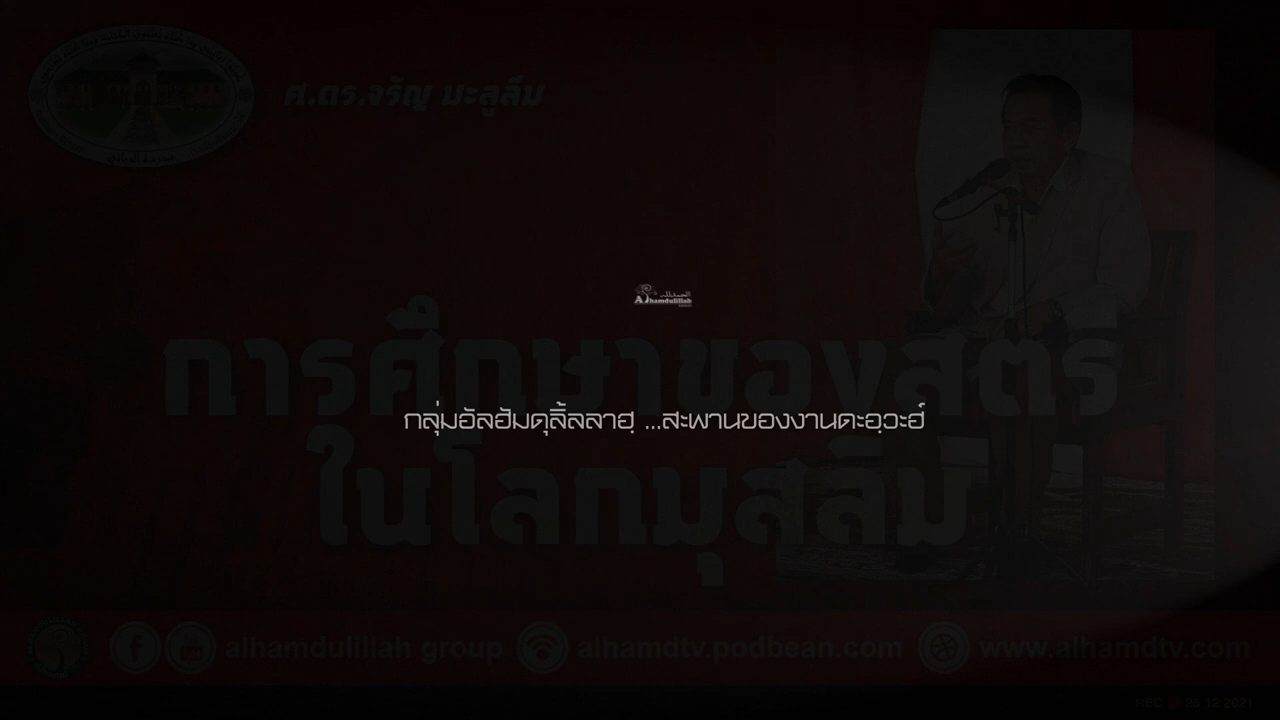 ศ.ดร.จรัญ มะลูลีม
Alhamdulillah
การศึกษาของสตรี
กลุ่มอัลฮัมดุลิ้ลลาฮฺ ...สะพานของงานดะอฺวะฮ์
ในโลกมุสลิม
alhamdulillah group
alhamdtv.podbean.com
www.alhamdtv.com
REC 26 12 2021